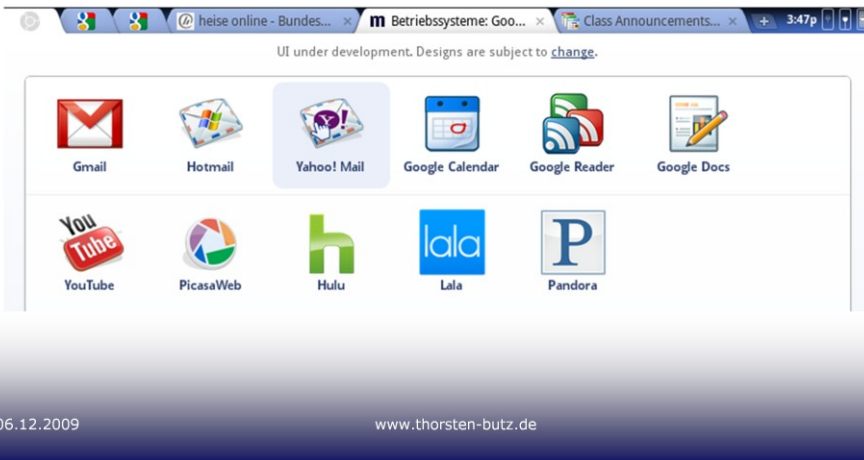 heise online - Bundes... × m Betriebssysteme: Goo... × Class Announcements... × + 3:47p
UI under development. Designs are subject to change.
Gmail Hotmail Yahoo! Mail Google Calendar Google Reader Google Docs
You
Tube
lala
P
YouTube PicasaWeb Hulu Lala Pandora
06.12.2009 www.thorsten-butz.de